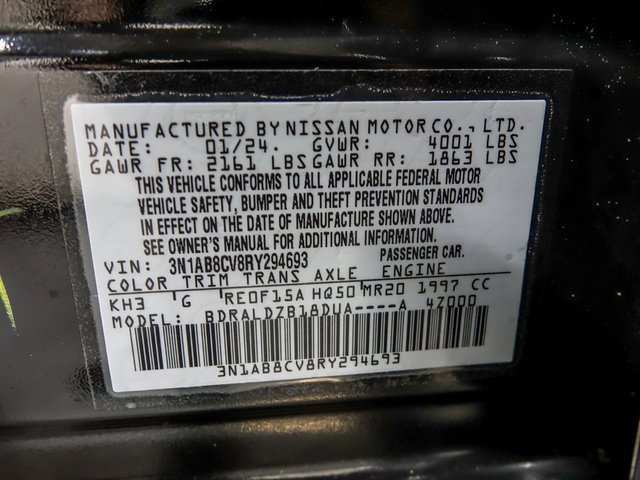 MANUFACTURED BY NISSAN MOTOR CO., LTD.
DATE: 01/24. GVWR: 4001 LBS
GAWR FR: 2161 LBS GAWR RR: 1863 LBS
THIS VEHICLE CONFORMS TO ALL APPLICABLE FEDERAL MOTOR
VEHICLE SAFETY, BUMPER AND THEFT PREVENTION STANDARDS
IN EFFECT ON THE DATE OF MANUFACTURE SHOWN ABOVE.
SEE OWNER'S MANUAL FOR ADDITIONAL INFORMATION.
VIN: 3N1AB8CV8RY294693 PASSENGER CAR.
COLOR TRIM TRANS AXLE ENGINE
KH3 G RE0F15A HQ50 MR20 1997 CC
MODEL: BDRALDZB18DUA----A 4Z000
3N1AB8CV8RY294693